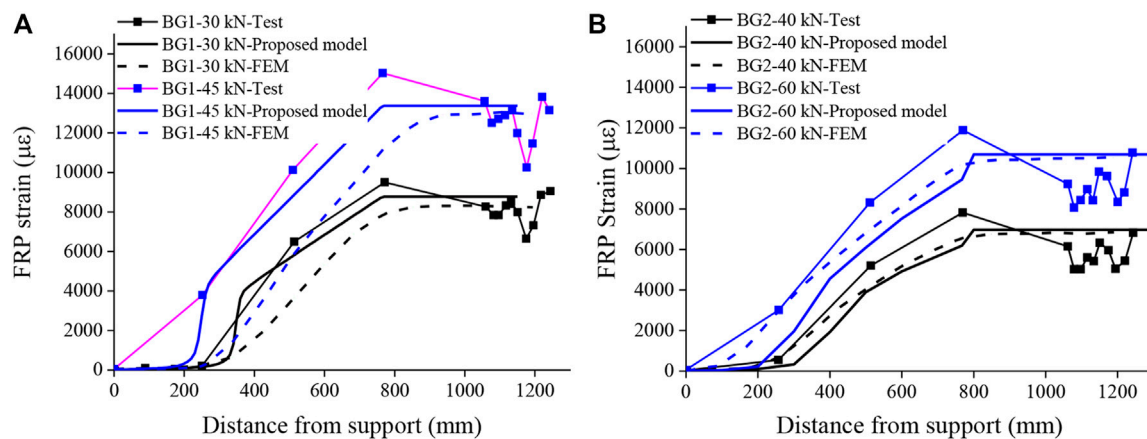 A
BG1-30 kN-Test
BG1-30 kN-Proposed model
BG1-30 kN-FEM
BG1-45 kN-Test
BG1-45 kN-Proposed model
BG1-45 kN-FEM
16000
14000
12000
10000
8000
6000
4000
2000
0
FRP strain (με)
0 200 400 600 800 1000 1200
Distance from support (mm)
B
BG2-40 kN-Test
BG2-40 kN-Proposed model
BG2-40 kN-FEM
BG2-60 kN-Test
BG2-60 kN-Proposed model
BG2-60 kN-FEM
16000
14000
12000
10000
8000
6000
4000
2000
0
FRP Strain (με)
0 200 400 600 800 1000 1200
Distance from support (mm)